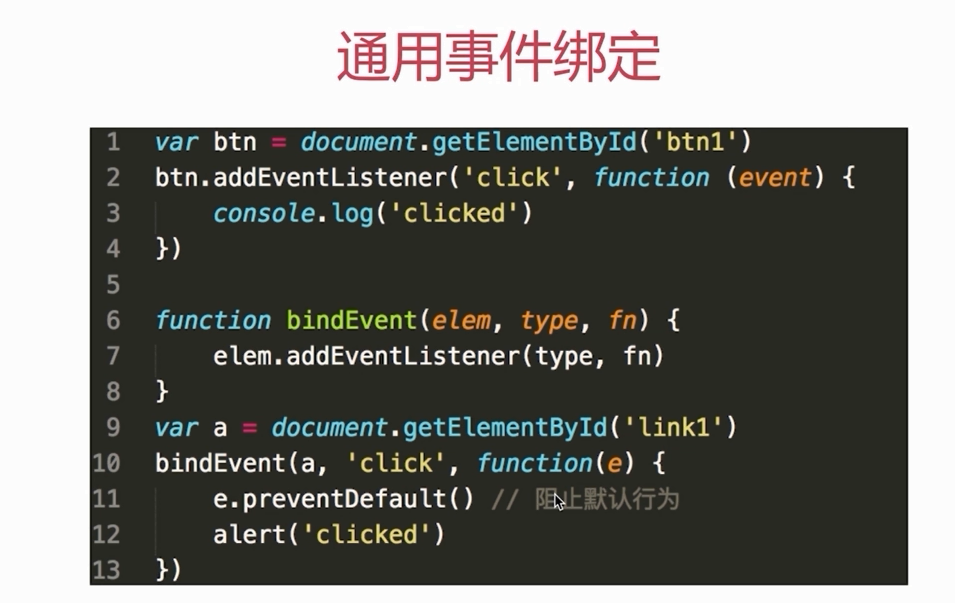 通用事件绑定
1 var btn = document.getElementById('btn1')
2 btn.addEventListener('click', function (event) {
3     console.log('clicked')
4 })
5
6 function bindEvent(elem, type, fn) {
7     elem.addEventListener(type, fn)
8 }
9 var a = document.getElementById('link1')
10 bindEvent(a, 'click', function(e) {
11     e.preventDefault() // 阻止默认行为
12     alert('clicked')
13 })